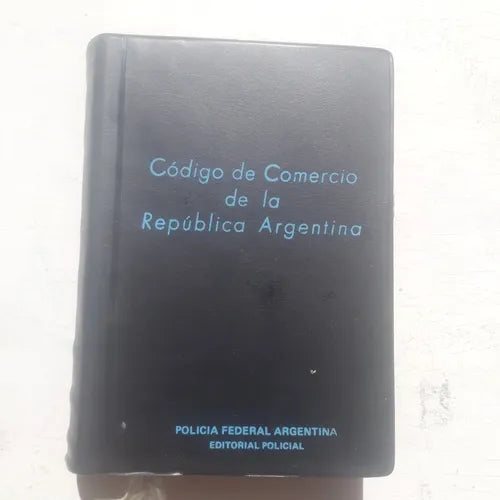 Código de Comercio
de la
República Argentina
POLICIA FEDERAL ARGENTINA
EDITORIAL POLICIAL